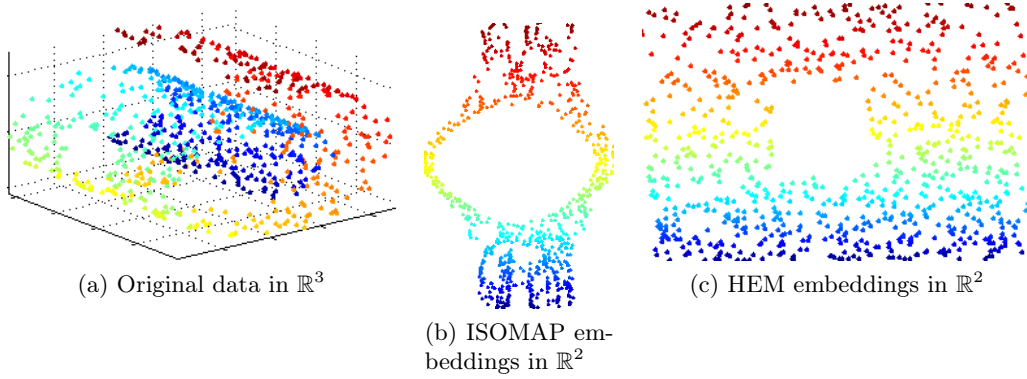 (a) Original data in ℝ³
(b) ISOMAP em-
beddings in ℝ²
(c) HEM embeddings in ℝ²